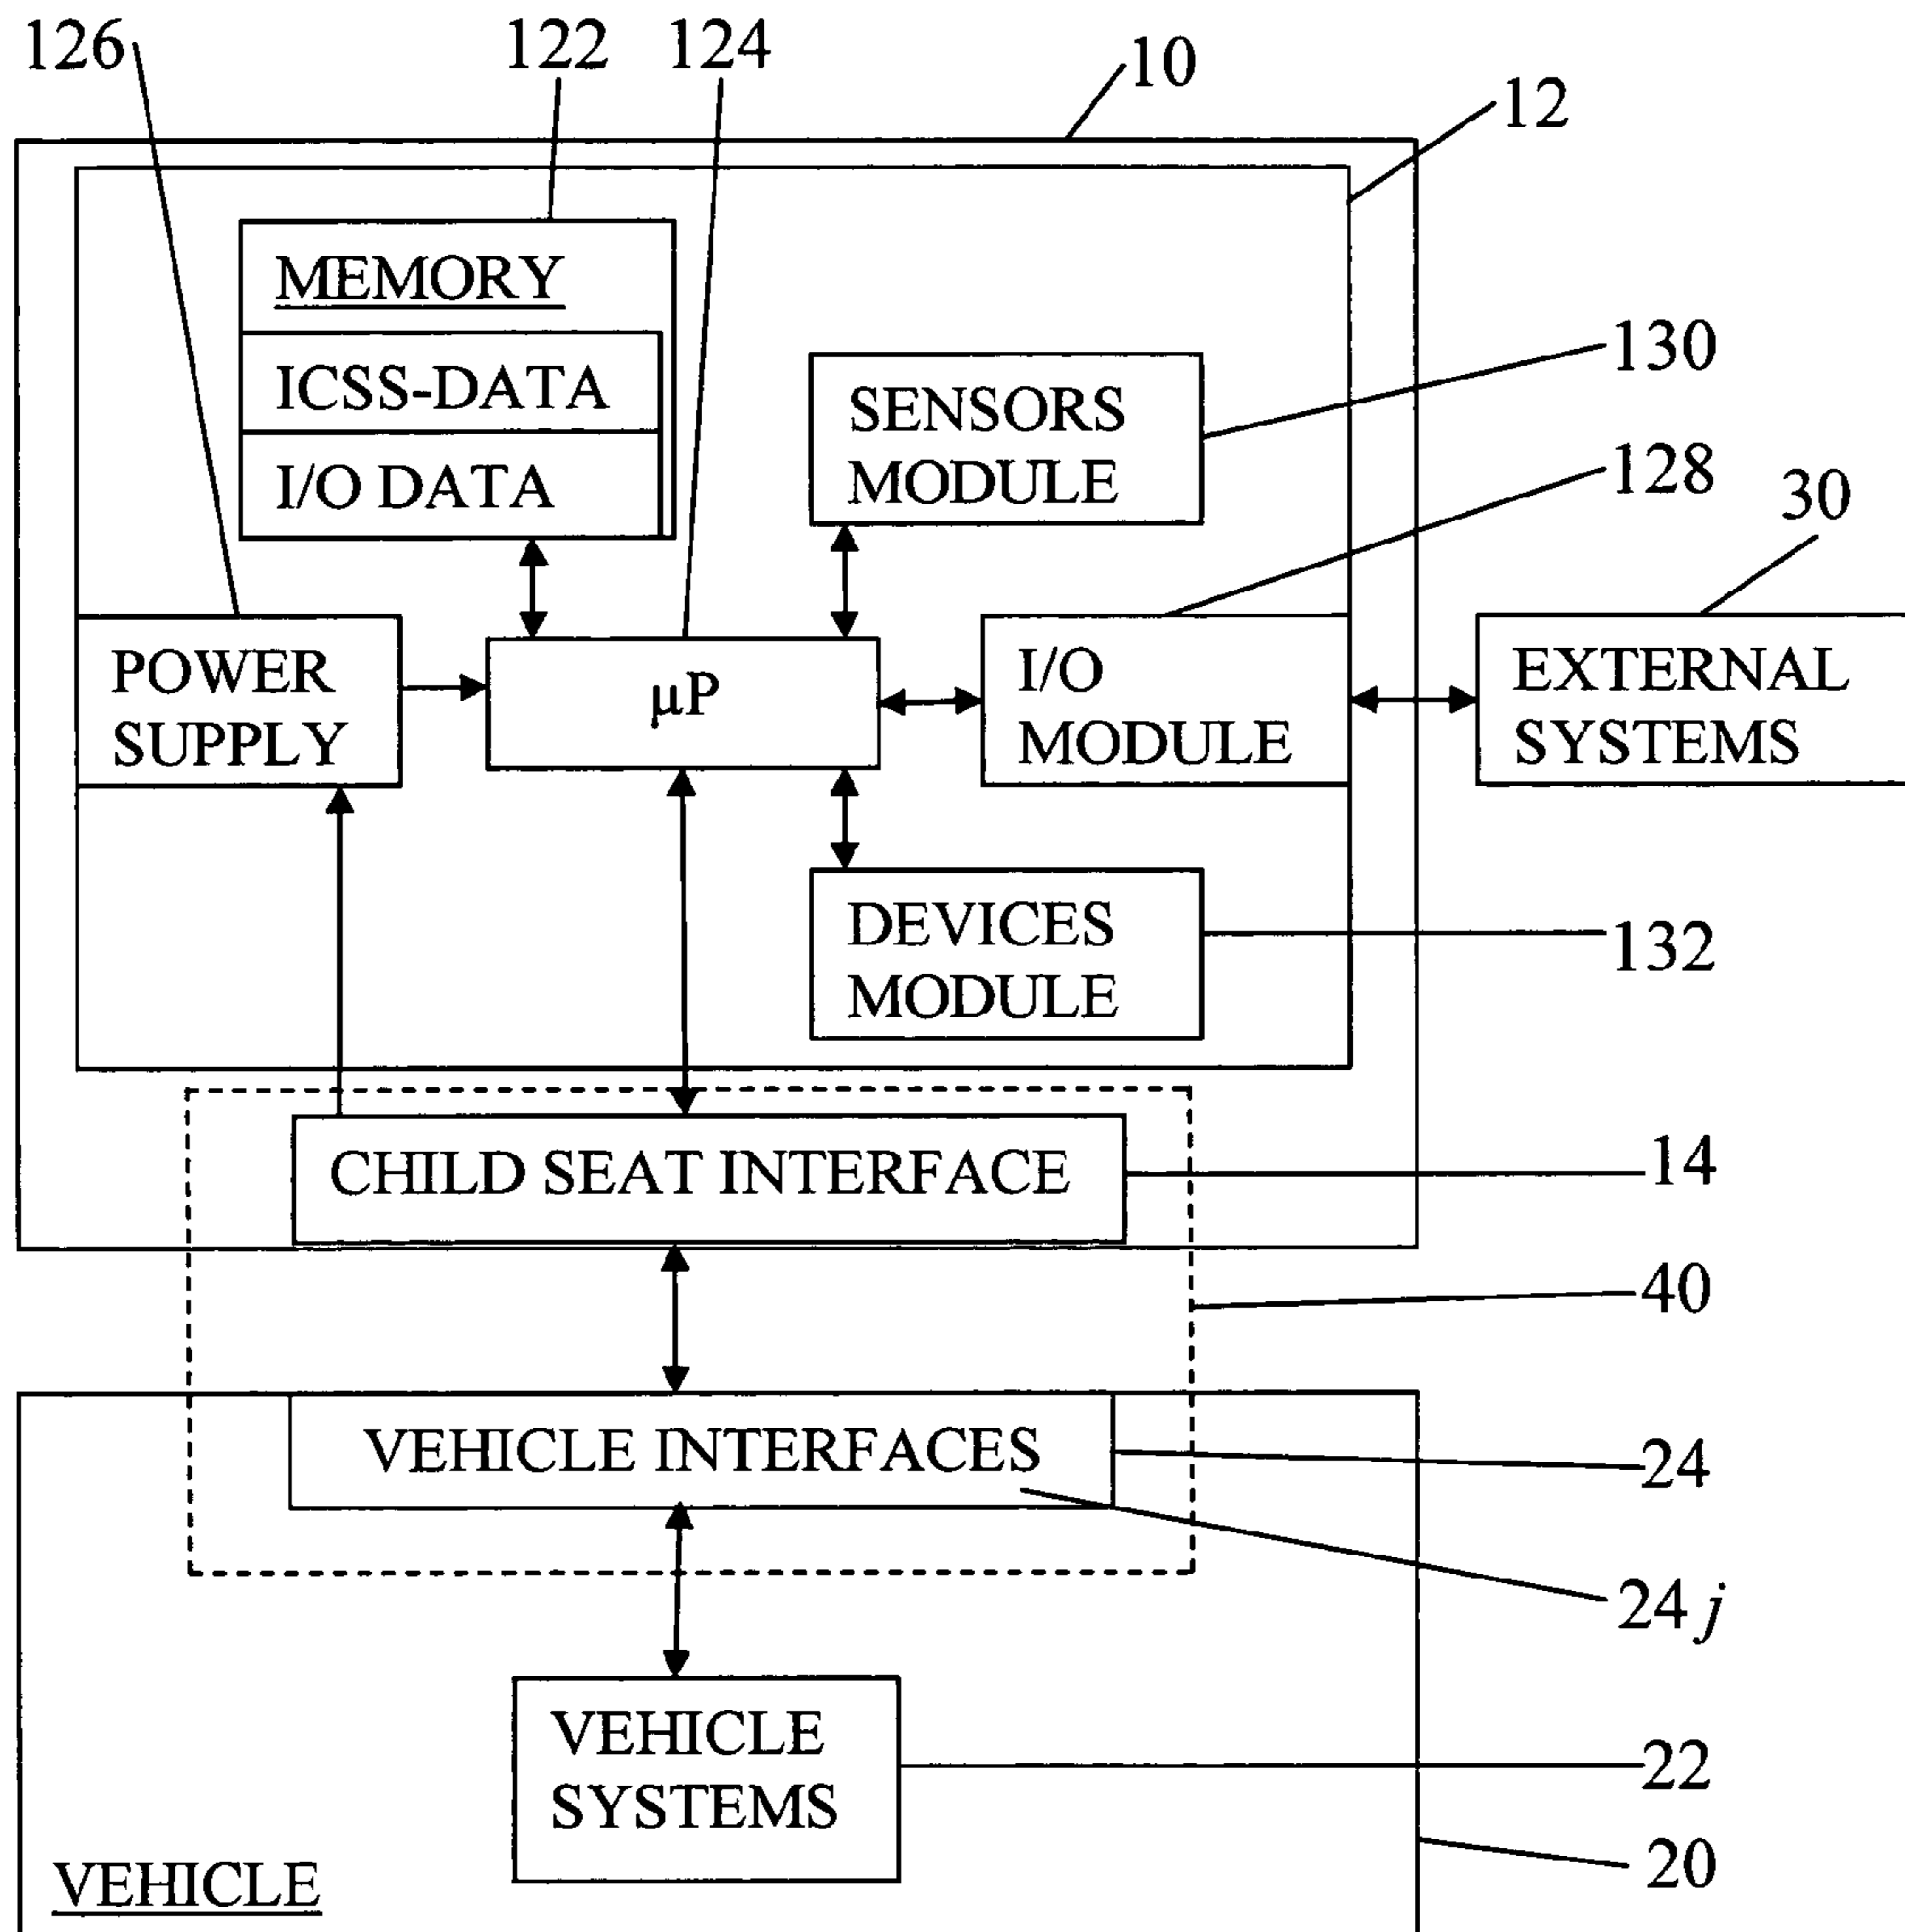 126
122
124
10
12
MEMORY
ICSS-DATA
I/O DATA
SENSORS
MODULE
130
128
30
POWER
SUPPLY
μP
I/O
MODULE
EXTERNAL
SYSTEMS
DEVICES
MODULE
132
CHILD SEAT INTERFACE
14
40
VEHICLE INTERFACES
24
24 j
VEHICLE
SYSTEMS
22
20
VEHICLE